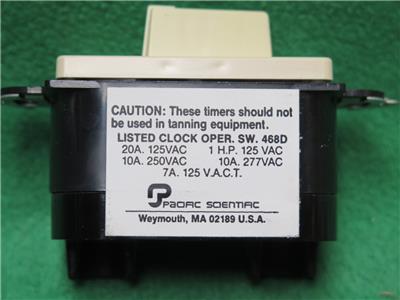 CAUTION: These timers should not
be used in tanning equipment.
LISTED CLOCK OPER. SW. 468D
20A. 125VAC 1 H.P. 125 VAC
10A. 250VAC 10A. 277VAC
7A. 125 V.A.C.T.
PACIFIC SCIENTIFIC
Weymouth, MA 02189 U.S.A.